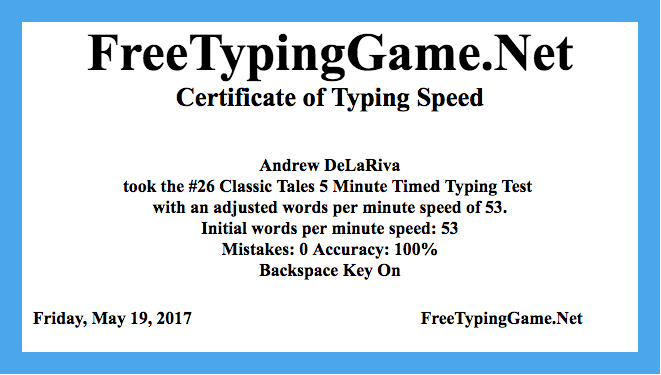 FreeTypingGame.Net
Certificate of Typing Speed
Andrew DeLaRiva
took the #26 Classic Tales 5 Minute Timed Typing Test
with an adjusted words per minute speed of 53.
Initial words per minute speed: 53
Mistakes: 0 Accuracy: 100%
Backspace Key On
Friday, May 19, 2017 FreeTypingGame.Net